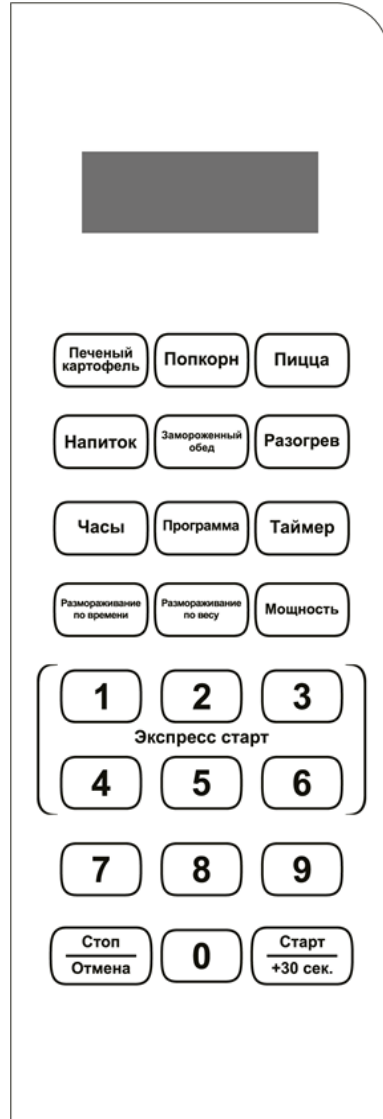 Печеный Попкорн Пицца
картофель
Напиток Замороженный Разогрев
обед
Часы Программа Таймер
Размораживание Размораживание Мощность
по времени по весу
1 2 3
Экспресс старт
4 5 6
7 8 9
Стоп 0 Старт
Отмена +30 сек.